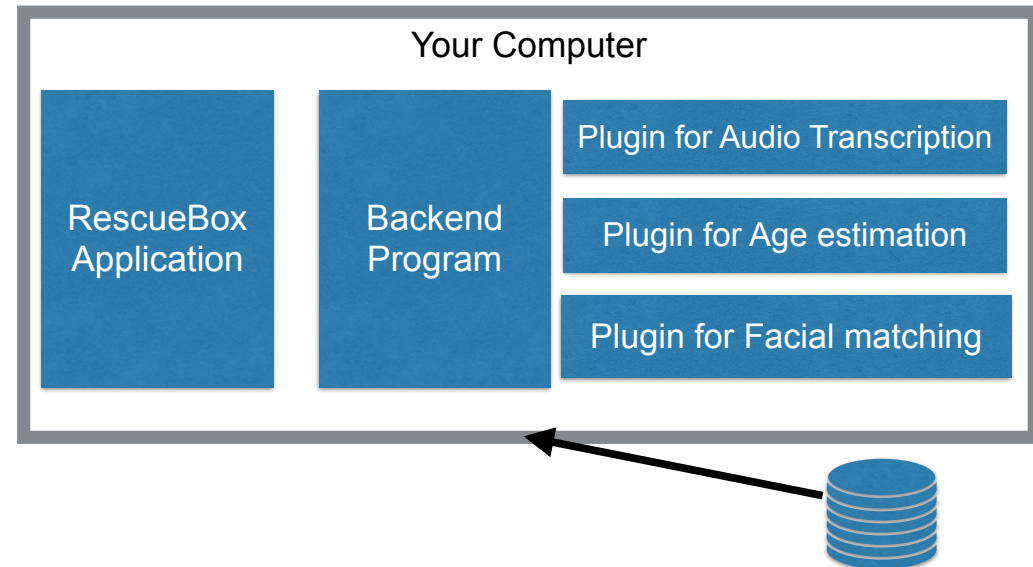 Your Computer
RescueBox
Application
Backend
Program
Plugin for Audio Transcription
Plugin for Age estimation
Plugin for Facial matching